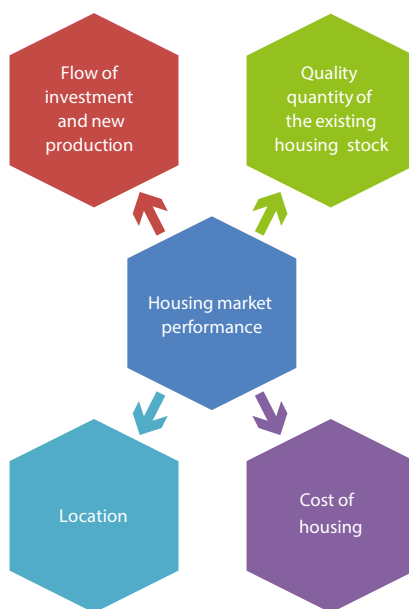 Flow of
investment
and new
production
Quality
quantity of
the existing
housing stock
Housing market
performance
Location
Cost of
housing